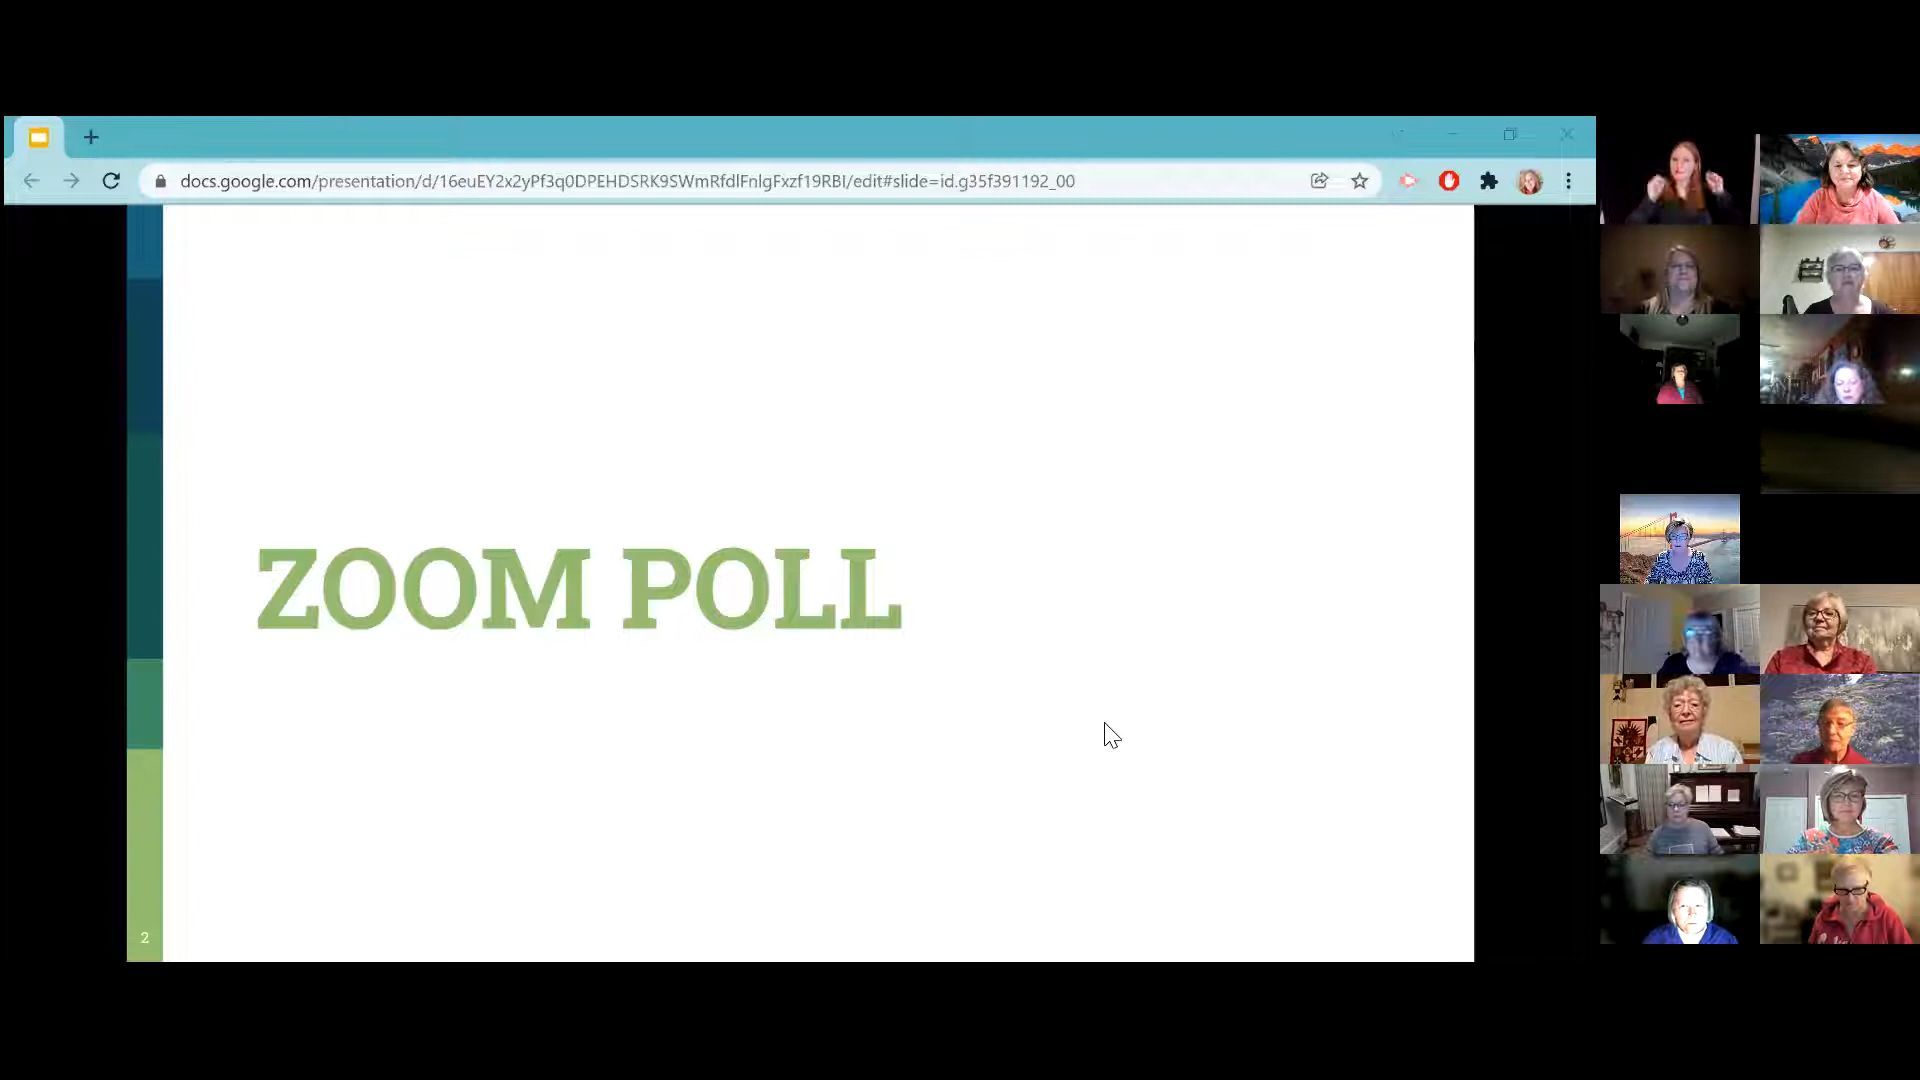 docs.google.com/presentation/d/16euEY2x2yPf3q0DPEHDSRK9SWmRfdlFnlgFxzf19RBI/edit#slide=id.g35f391192_00
ZOOM POLL
2